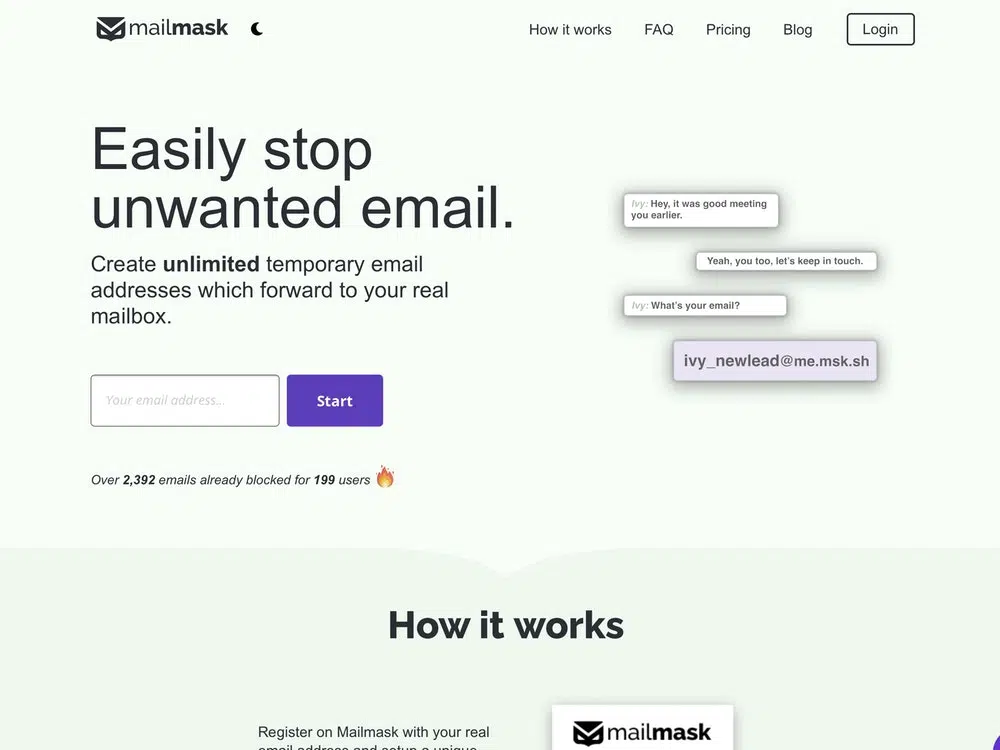 mailmask
How it works
FAQ
Pricing
Blog
Login
Easily stop
unwanted email.
Create unlimited temporary email
addresses which forward to your real
mailbox.
Your email address...
Start
Over 2,392 emails already blocked for 199 users
Ivy: Hey, it was good meeting
you earlier.
Yeah, you too, let's keep in touch.
Ivy: What's your email?
ivy_newlead@me.msk.sh
How it works
Register on Mailmask with your real
email address and setup a unique
mailmask